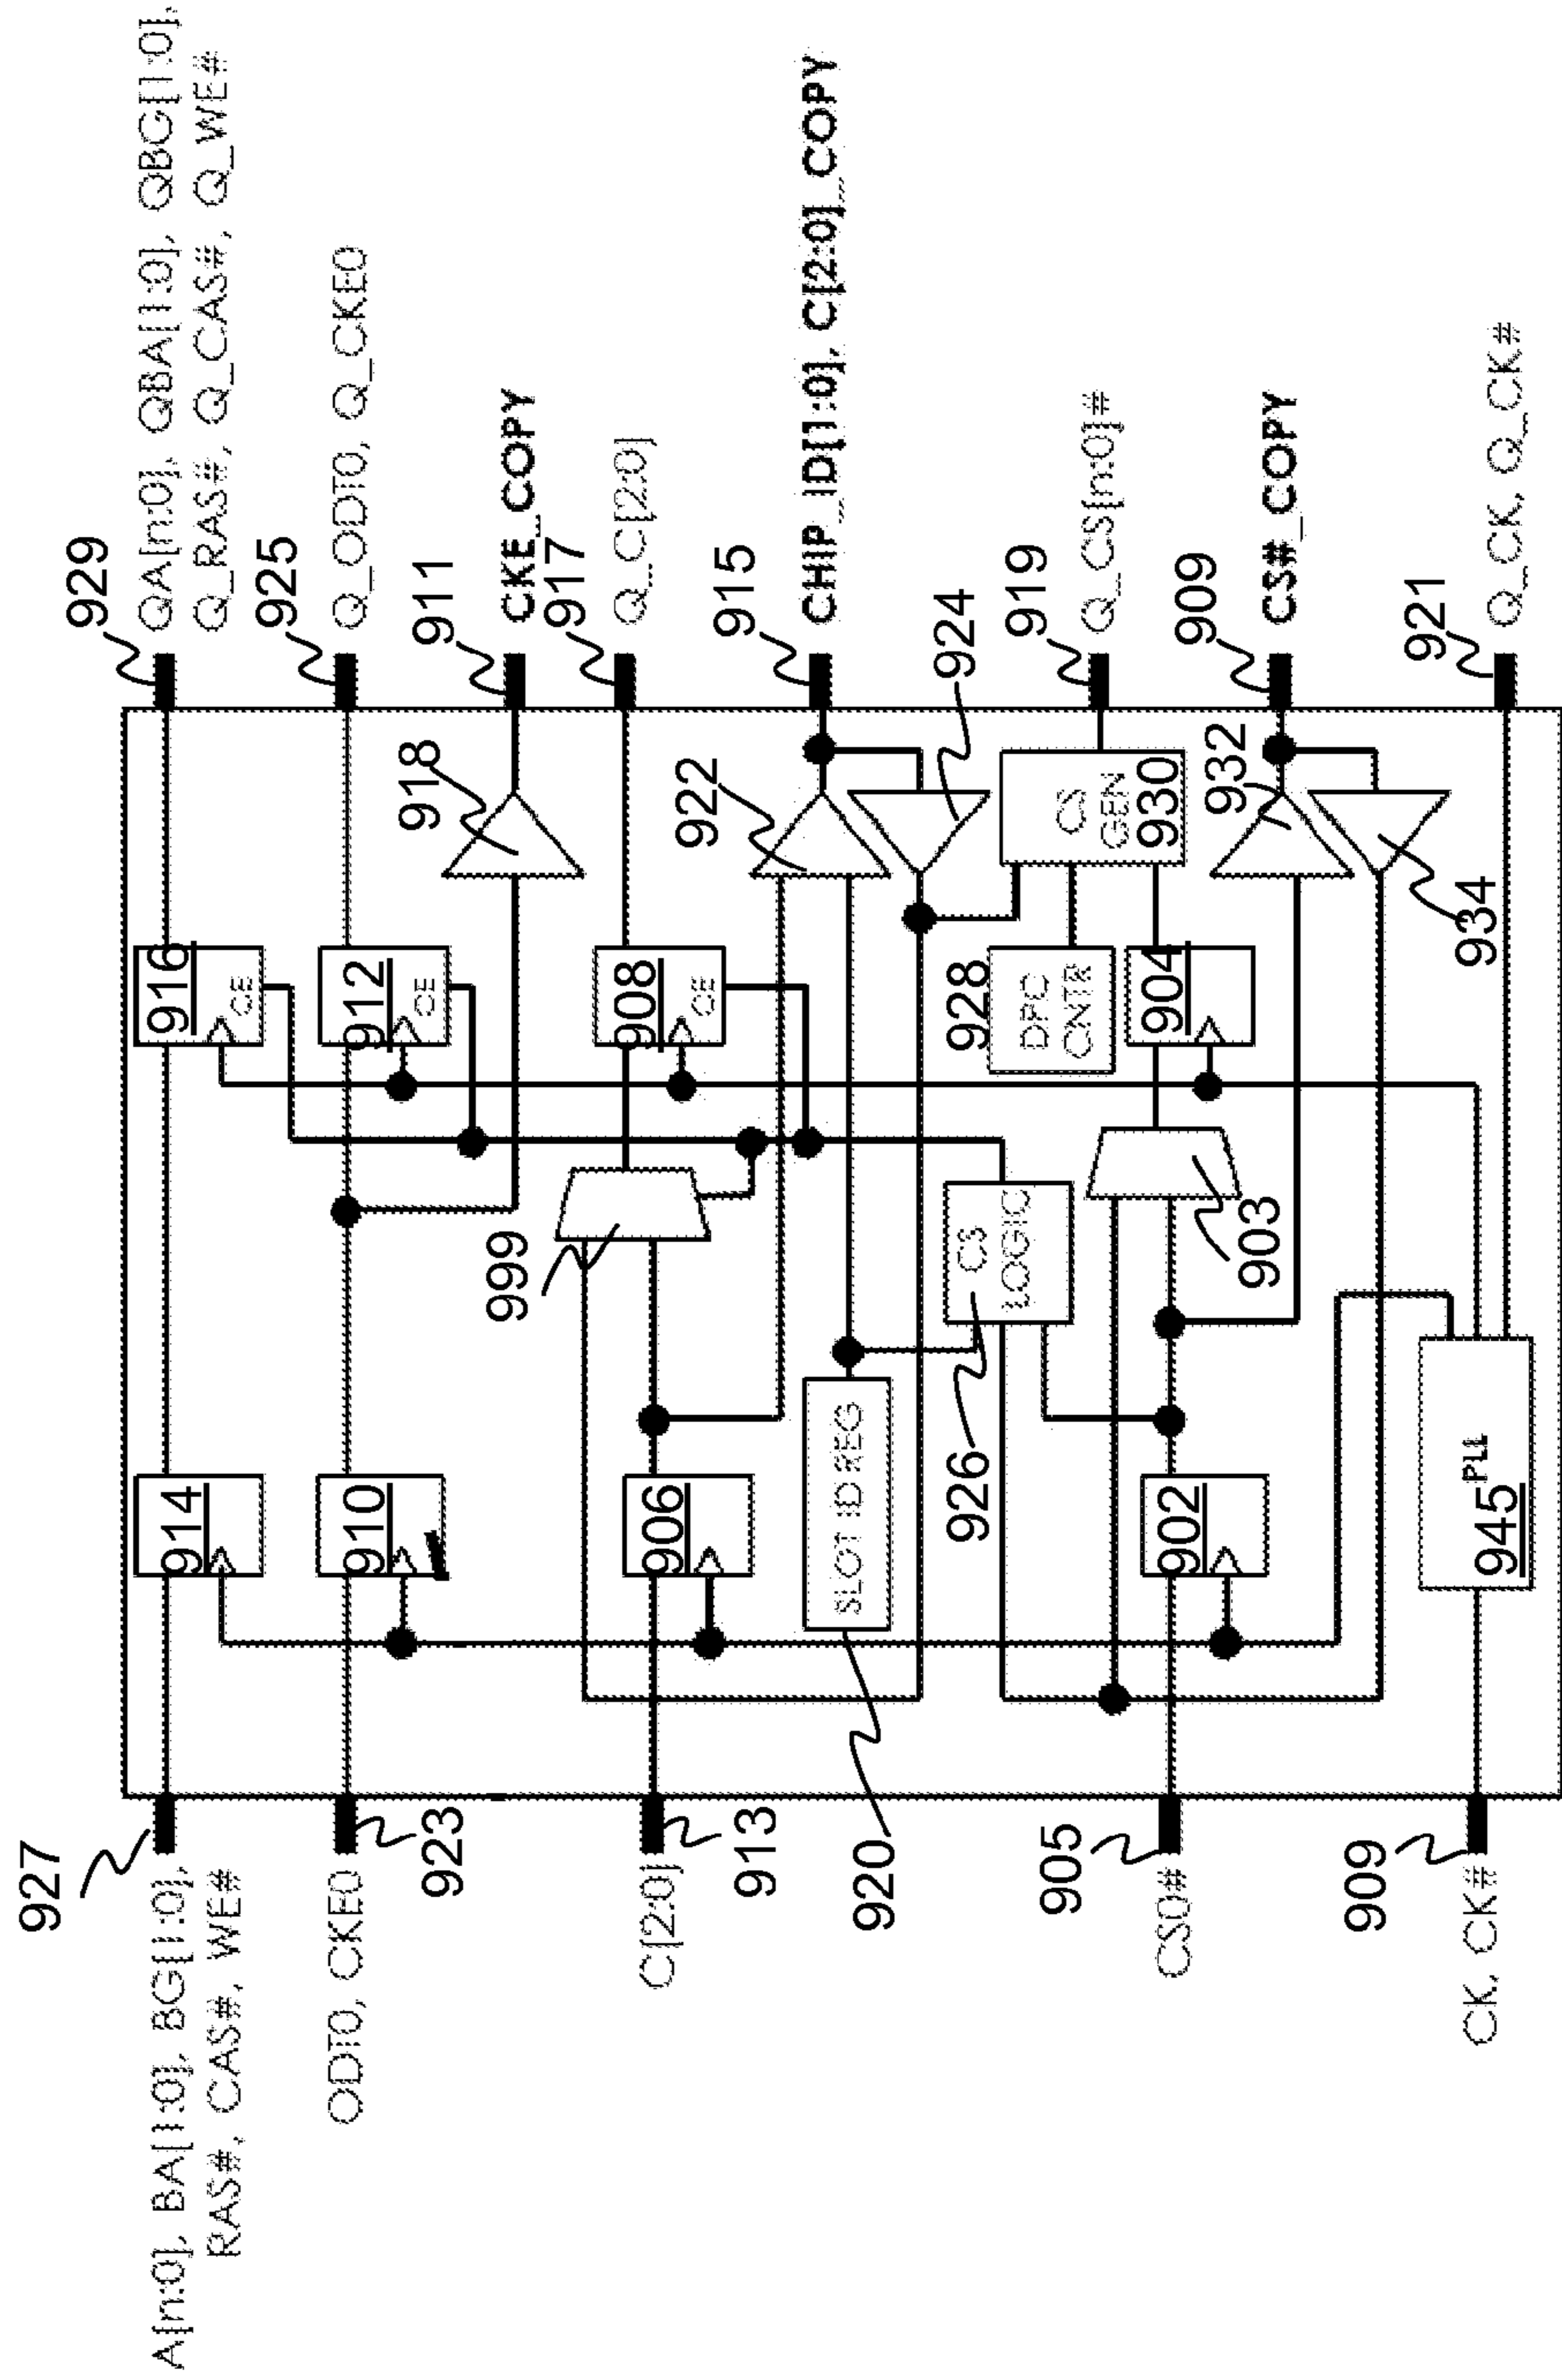 929
QA[n:0], QBA[1:0], QBG[1:0],
Q_RAS#, Q_CAS#, Q_WE#
925
Q_ODT0, Q_CKE0
911
CKE_COPY
917
Q_C[2:0]
915
CHIP_ID[1:0], C[2:0]_COPY
924
919
Q_CS[n:0]#
909
CS#_COPY
921
Q_CK, Q_CK#
918
922
CS
GEN
930
932
934
916
CE
912
CE
908
CE
928
DPC
CNTR
904
999
CS
LOGIC
903
926
914
910
906
SLOT ID REG
902
PLL
945
927
A[n:0], BA[1:0], BG[1:0],
RAS#, CAS#, WE#
923
ODT0, CKE0
913
C[2:0]
920
905
CS0#
909
CK, CK#